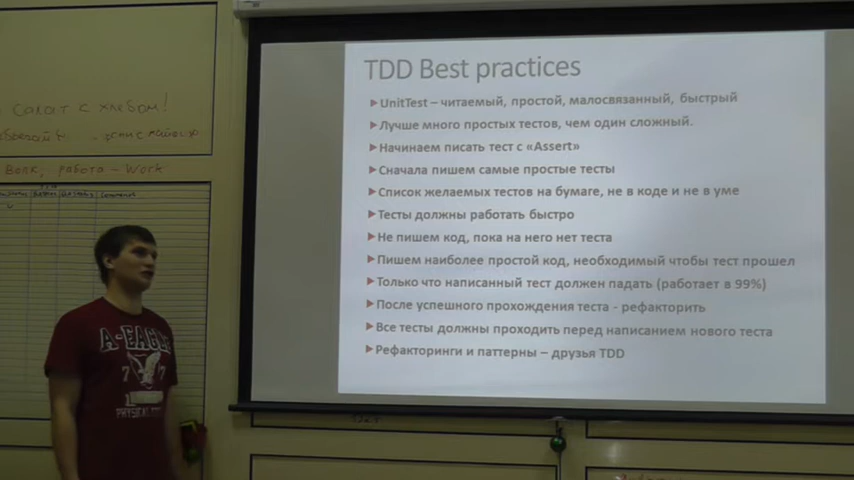 TDD Best practices
UnitTest – читаемый, простой, малосвязанный, быстрый
Лучше много простых тестов, чем один сложный.
Начинаем писать тест с «Assert»
Сначала пишем самые простые тесты
Список желаемых тестов на бумаге, не в коде и не в уме
Тесты должны работать быстро
Не пишем код, пока на него нет теста
Пишем наиболее простой код, необходимый чтобы тест прошел
Только что написанный тест должен падать (работает в 99%)
После успешного прохождения теста - рефакторить
Все тесты должны проходить перед написанием нового теста
Рефакторинги и паттерны – друзья TDD
салат с хлебом!
Волк, работа – Work
A-EAGLE
PHYSICAL